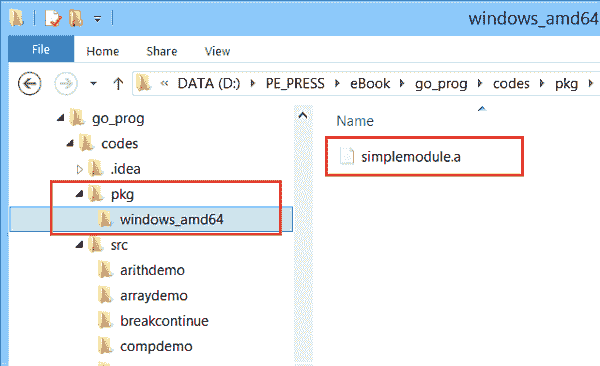 windows_amd64
File Home Share View
« DATA (D:) PE_PRESS eBook go_prog codes pkg
go_prog
codes
.idea
pkg
windows_amd64
src
arithdemo
arraydemo
breakcontinue
compdemo
Name
simplemodule.a